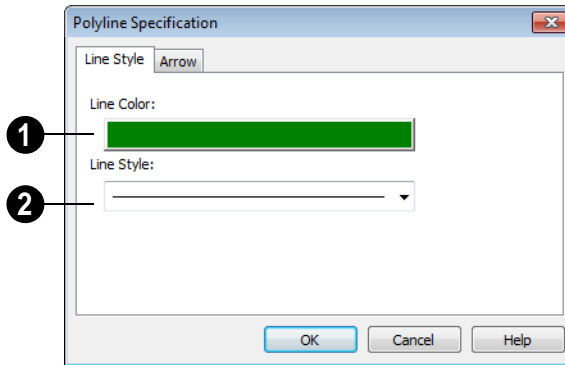 Polyline Specification
Line Style
Arrow
Line Color:
1
Line Style:
2
OK
Cancel
Help